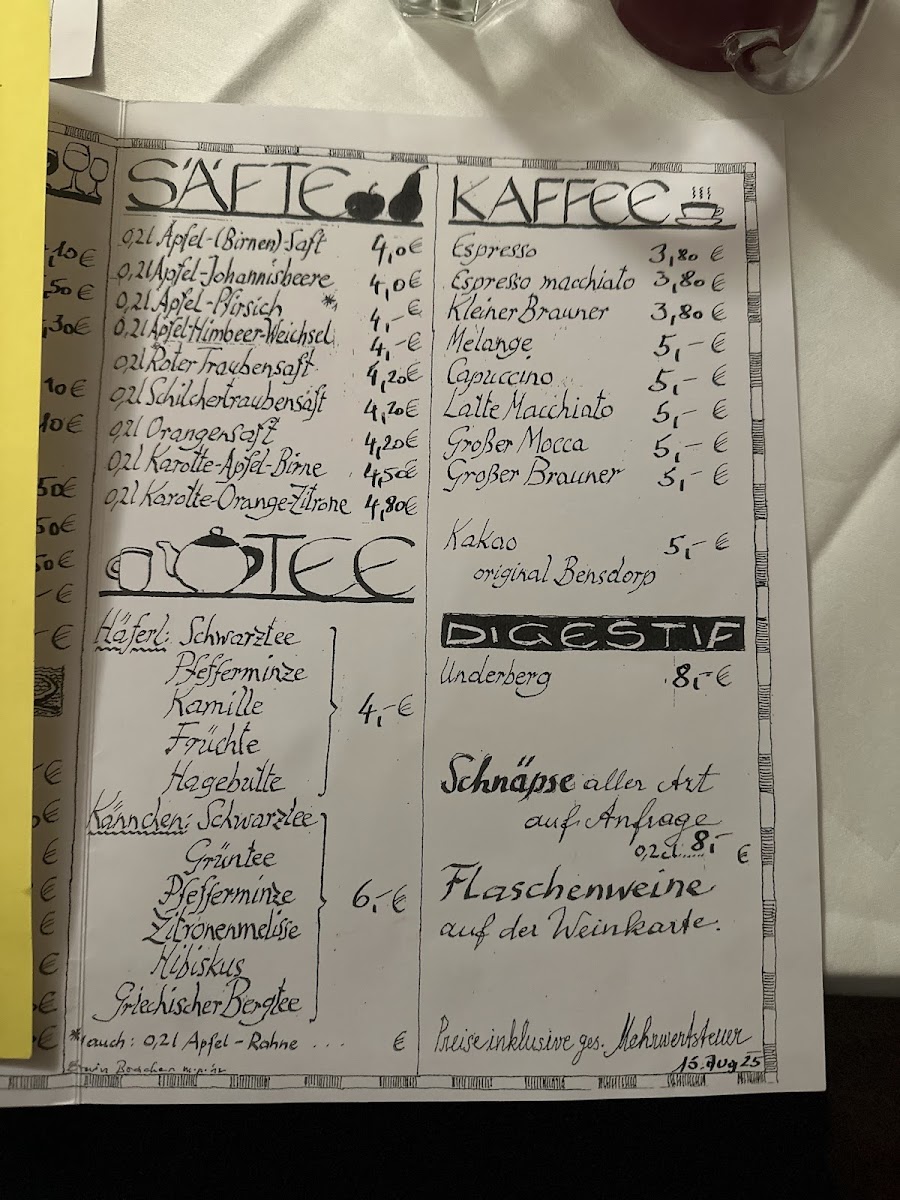 SÄFTE
0,2l Apfel-(Birnen)-Saft 4,0€
0,2l Apfel-Johannisbeere 4,0€
0,2l Apfel-Pfirsich * 4,-€
0,2l Apfel-Himbeer-Weichsel 4,-€
0,2l Roter Traubensaft 4,20€
0,2l Schilchertraubensaft 4,20€
0,2l Orangensaft 4,20€
0,2l Karotte-Apfel-Birne 4,50€
0,2l Karotte-Orange-Zitrone 4,80€
TEE
Häferl: Schwarztee
Pfefferminze
Kamille 4,-€
Früchte
Hagebutte
Kännchen: Schwarztee
Grüntee
Pfefferminze 6,-€
Zitronenmelisse
Hibiskus
Griechischer Bergtee
* auch: 0,2l Apfel-Rahne ... €
KAFFEE
Espresso 3,80 €
Espresso macchiato 3,80 €
Kleiner Brauner 3,80 €
Melange 5,- €
Capuccino 5,- €
Latte Macchiato 5,- €
Großer Mocca 5,- €
Großer Brauner 5,- €
Kakao 5,- €
original Bensdorp
DIGESTIF
Underberg 8,- €
Schnäpse aller Art
auf Anfrage
0,2cl..... 8,- €
Flaschenweine
auf der Weinkarte.
Preise inklusive ges. Mehrwertsteuer
15. Aug 25